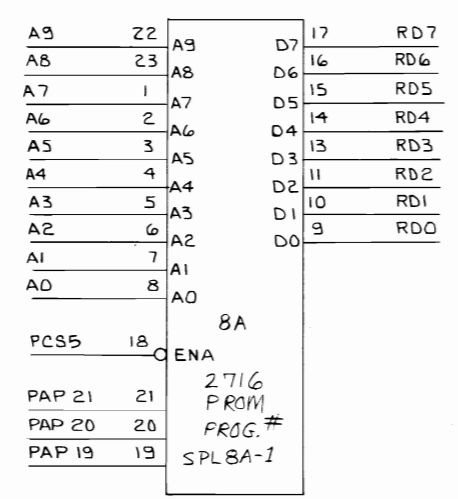 A9 22 A9 D7 17 RD7
A8 23 A8 D6 16 RD6
A7 1 A7 D5 15 RD5
A6 2 A6 D4 14 RD4
A5 3 A5 D3 13 RD3
A4 4 A4 D2 11 RD2
A3 5 A3 D1 10 RD1
A2 6 A2 D0 9 RD0
A1 7 A1
A0 8 A0
8A
PCS5 18 ENA
2716
PAP 21 21 PROM
PAP 20 20 PROG.#
PAP 19 19 SPL8A-1